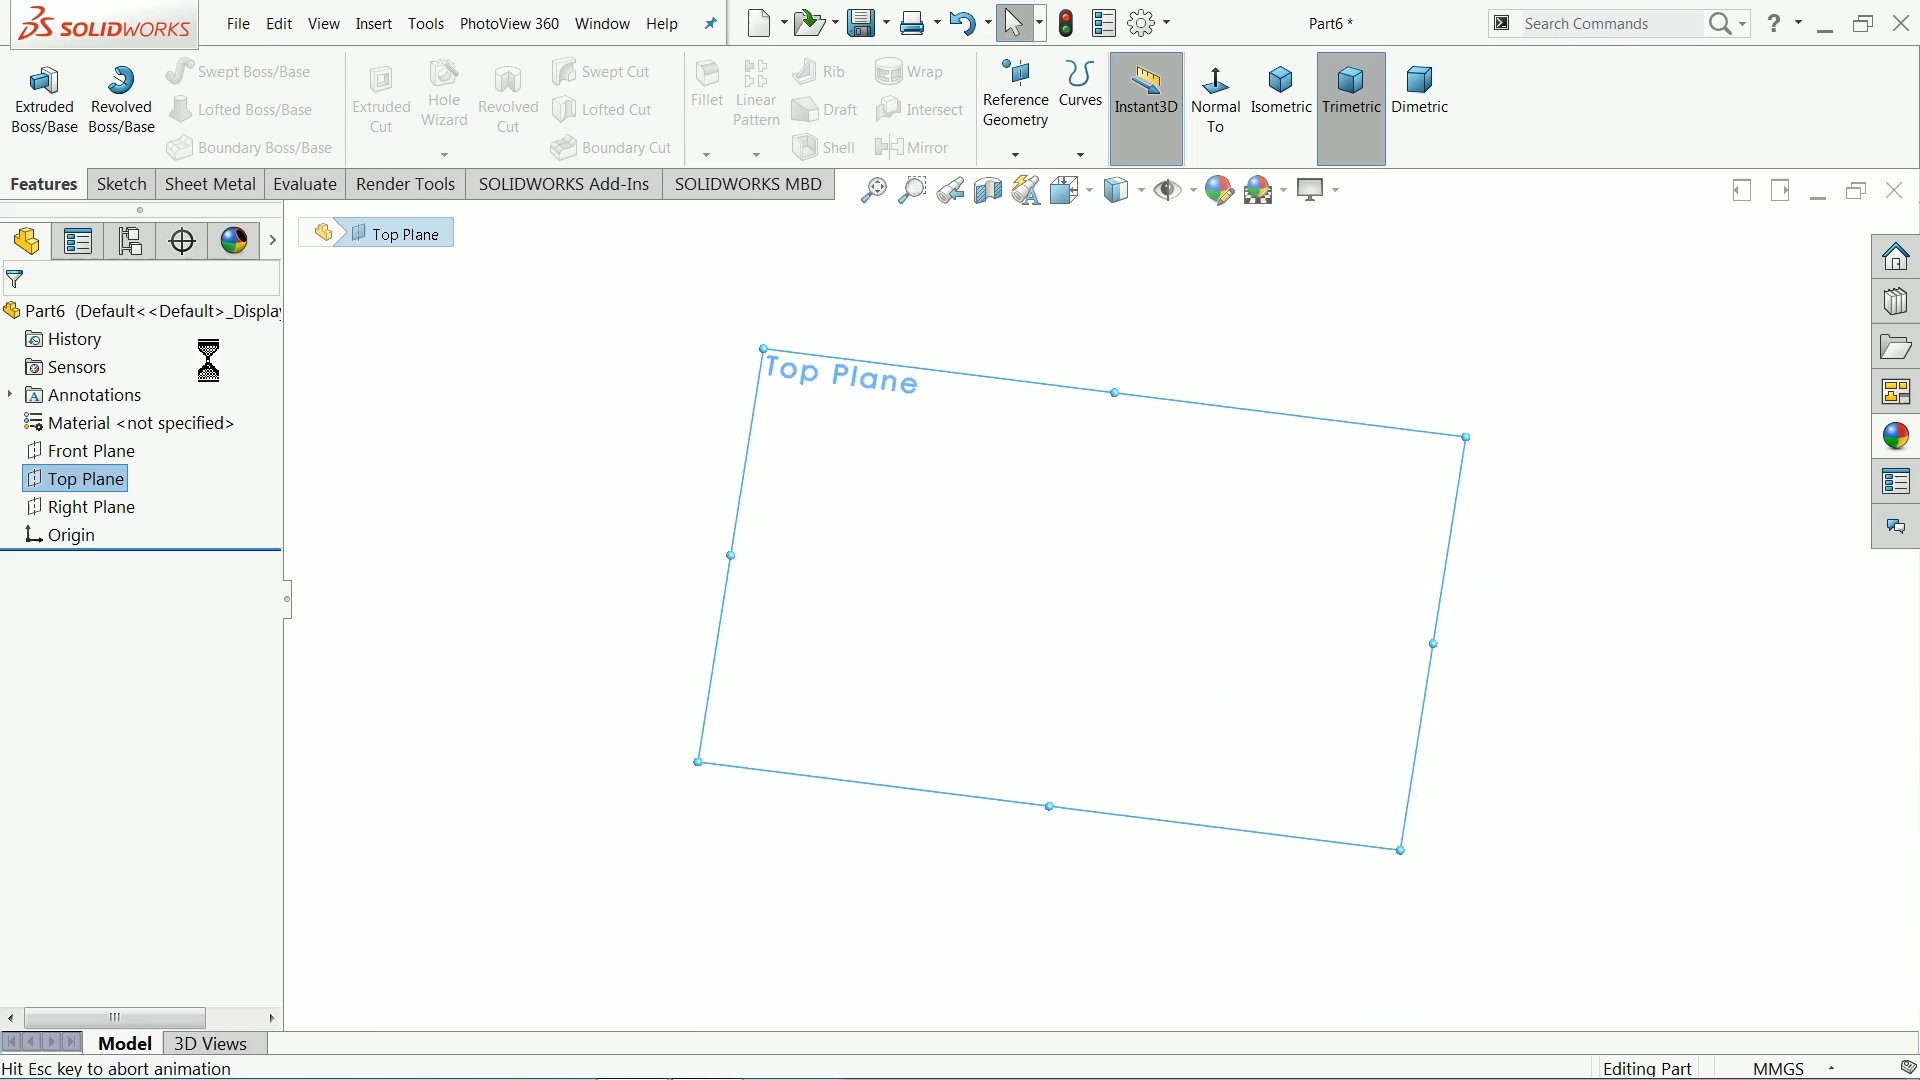 SOLIDWORKS
File Edit View Insert Tools PhotoView 360 Window Help
Part6 *
Search Commands
?
Extruded Boss/Base
Revolved Boss/Base
Swept Boss/Base
Lofted Boss/Base
Boundary Boss/Base
Extruded Cut
Hole Wizard
Revolved Cut
Swept Cut
Lofted Cut
Boundary Cut
Fillet
Linear Pattern
Rib
Draft
Shell
Wrap
Intersect
Mirror
Reference Geometry
Curves
Instant3D
Normal To
Isometric
Trimetric
Dimetric
Features Sketch Sheet Metal Evaluate Render Tools SOLIDWORKS Add-Ins SOLIDWORKS MBD
Top Plane
Part6 (Default<<Default>_Displa
History
Sensors
Annotations
Material <not specified>
Front Plane
Top Plane
Right Plane
Origin
Top Plane
Model 3D Views
Hit Esc key to abort animation
Editing Part
MMGS